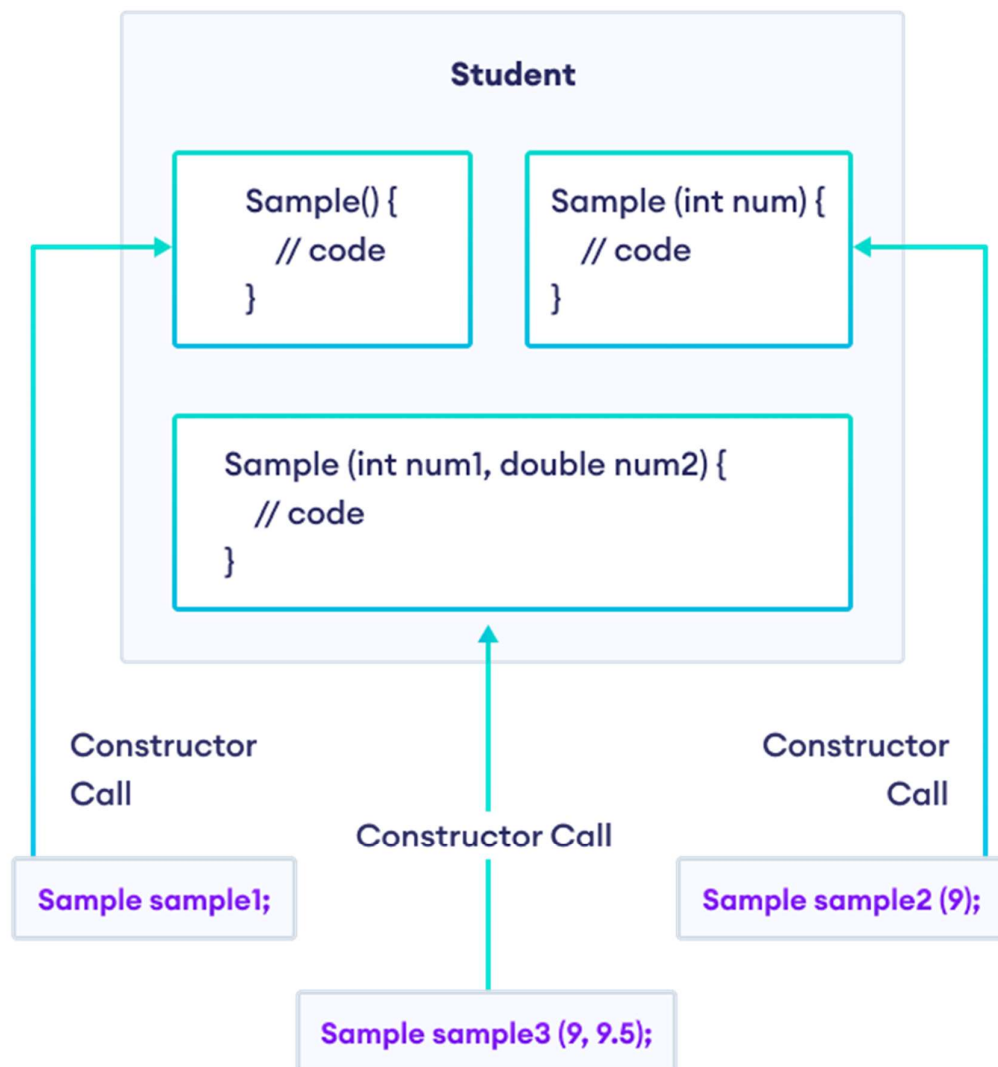 Student
Sample() {
// code
}
Sample (int num) {
// code
}
Sample (int num1, double num2) {
// code
}
Constructor
Call
Constructor
Call
Constructor Call
Sample sample1;
Sample sample2 (9);
Sample sample3 (9, 9.5);